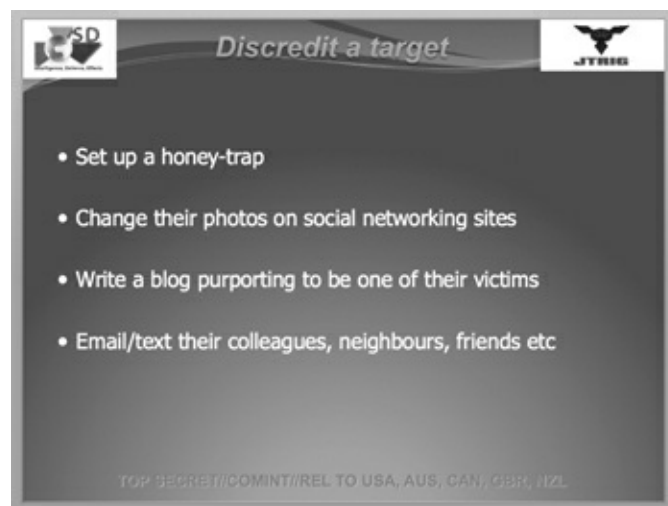 SD
Discredit a target
JTRIG
• Set up a honey-trap
• Change their photos on social networking sites
• Write a blog purporting to be one of their victims
• Email/text their colleagues, neighbours, friends etc
TOP SECRET//COMINT//REL TO USA, AUS, CAN, GBR, NZL